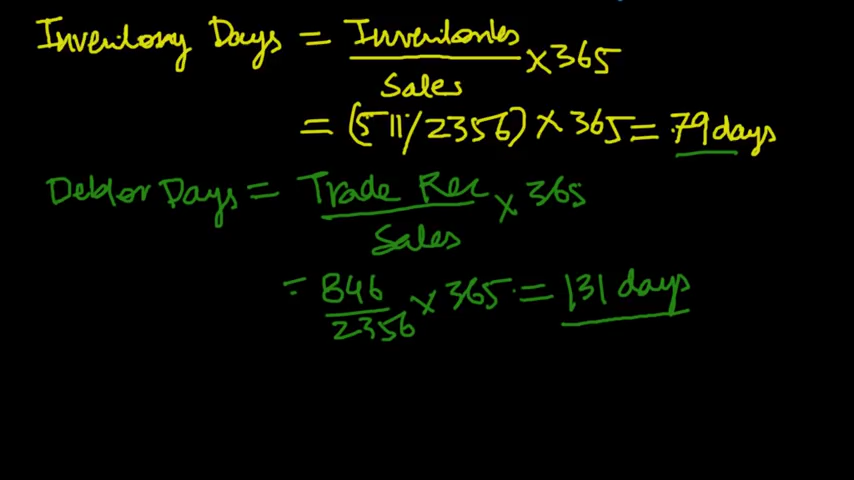 Inventory Days = Inventories / Sales × 365
= (511/2356) × 365 = 79 days
Debtor Days = Trade Rec / Sales × 365
= 846 / 2356 × 365 = 131 days